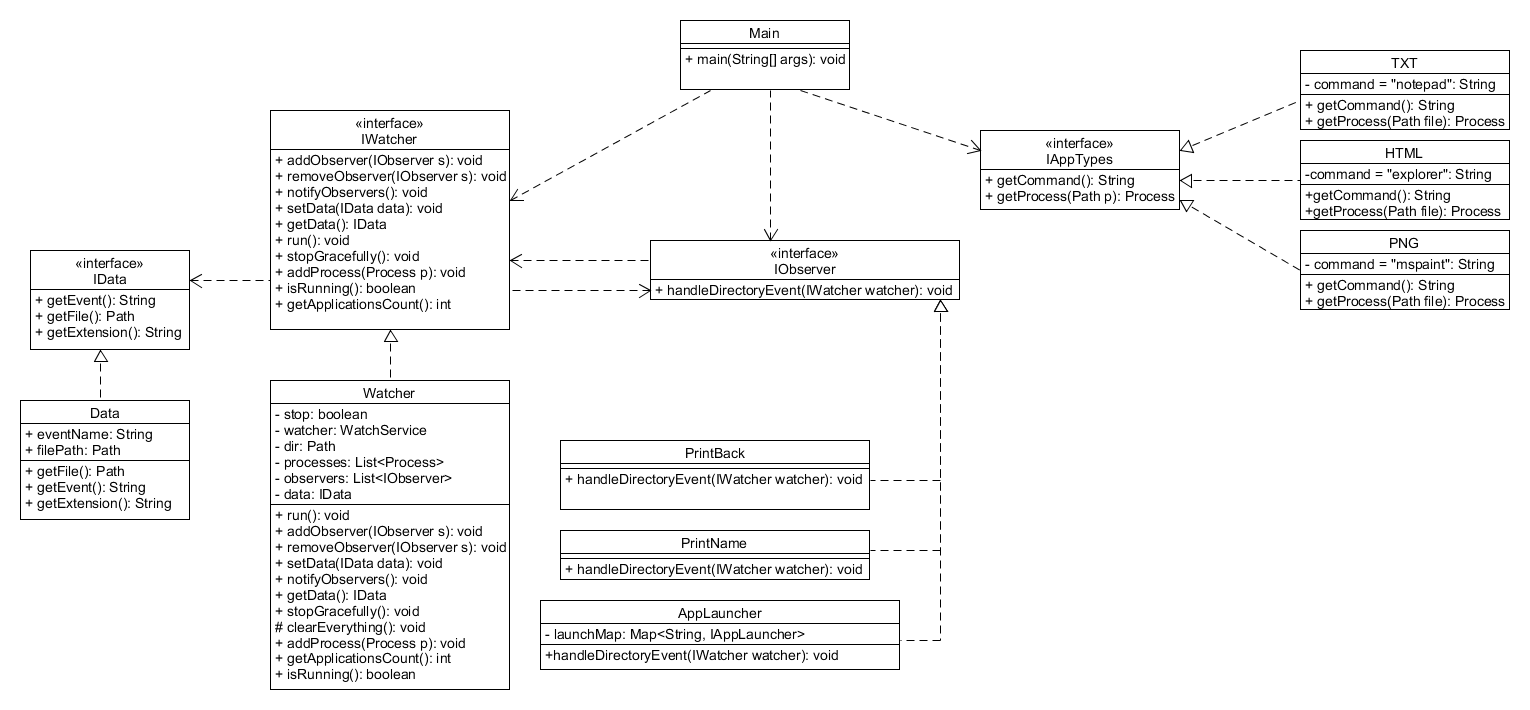 Main
+ main(String[] args): void
«interface»
IWatcher
+ addObserver(IObserver s): void
+ removeObserver(IObserver s): void
+ notifyObservers(): void
+ setData(IData data): void
+ getData(): IData
+ run(): void
+ stopGracefully(): void
+ addProcess(Process p): void
+ isRunning(): boolean
+ getApplicationsCount(): int
«interface»
IAppTypes
+ getCommand(): String
+ getProcess(Path p): Process
TXT
- command = "notepad": String
+ getCommand(): String
+ getProcess(Path file): Process
HTML
-command = "explorer": String
+getCommand(): String
+getProcess(Path file): Process
PNG
- command = "mspaint": String
+ getCommand(): String
+ getProcess(Path file): Process
«interface»
IData
+ getEvent(): String
+ getFile(): Path
+ getExtension(): String
«interface»
IObserver
+ handleDirectoryEvent(IWatcher watcher): void
Data
+ eventName: String
+ filePath: Path
+ getFile(): Path
+ getEvent(): String
+ getExtension(): String
Watcher
- stop: boolean
- watcher: WatchService
- dir: Path
- processes: List<Process>
- observers: List<IObserver>
- data: IData
+ run(): void
+ addObserver(IObserver s): void
+ removeObserver(IObserver s): void
+ setData(IData data): void
+ notifyObservers(): void
+ getData(): IData
+ stopGracefully(): void
# clearEverything(): void
+ addProcess(Process p): void
+ getApplicationsCount(): int
+ isRunning(): boolean
PrintBack
+ handleDirectoryEvent(IWatcher watcher): void
PrintName
+ handleDirectoryEvent(IWatcher watcher): void
AppLauncher
- launchMap: Map<String, IAppLauncher>
+handleDirectoryEvent(IWatcher watcher): void